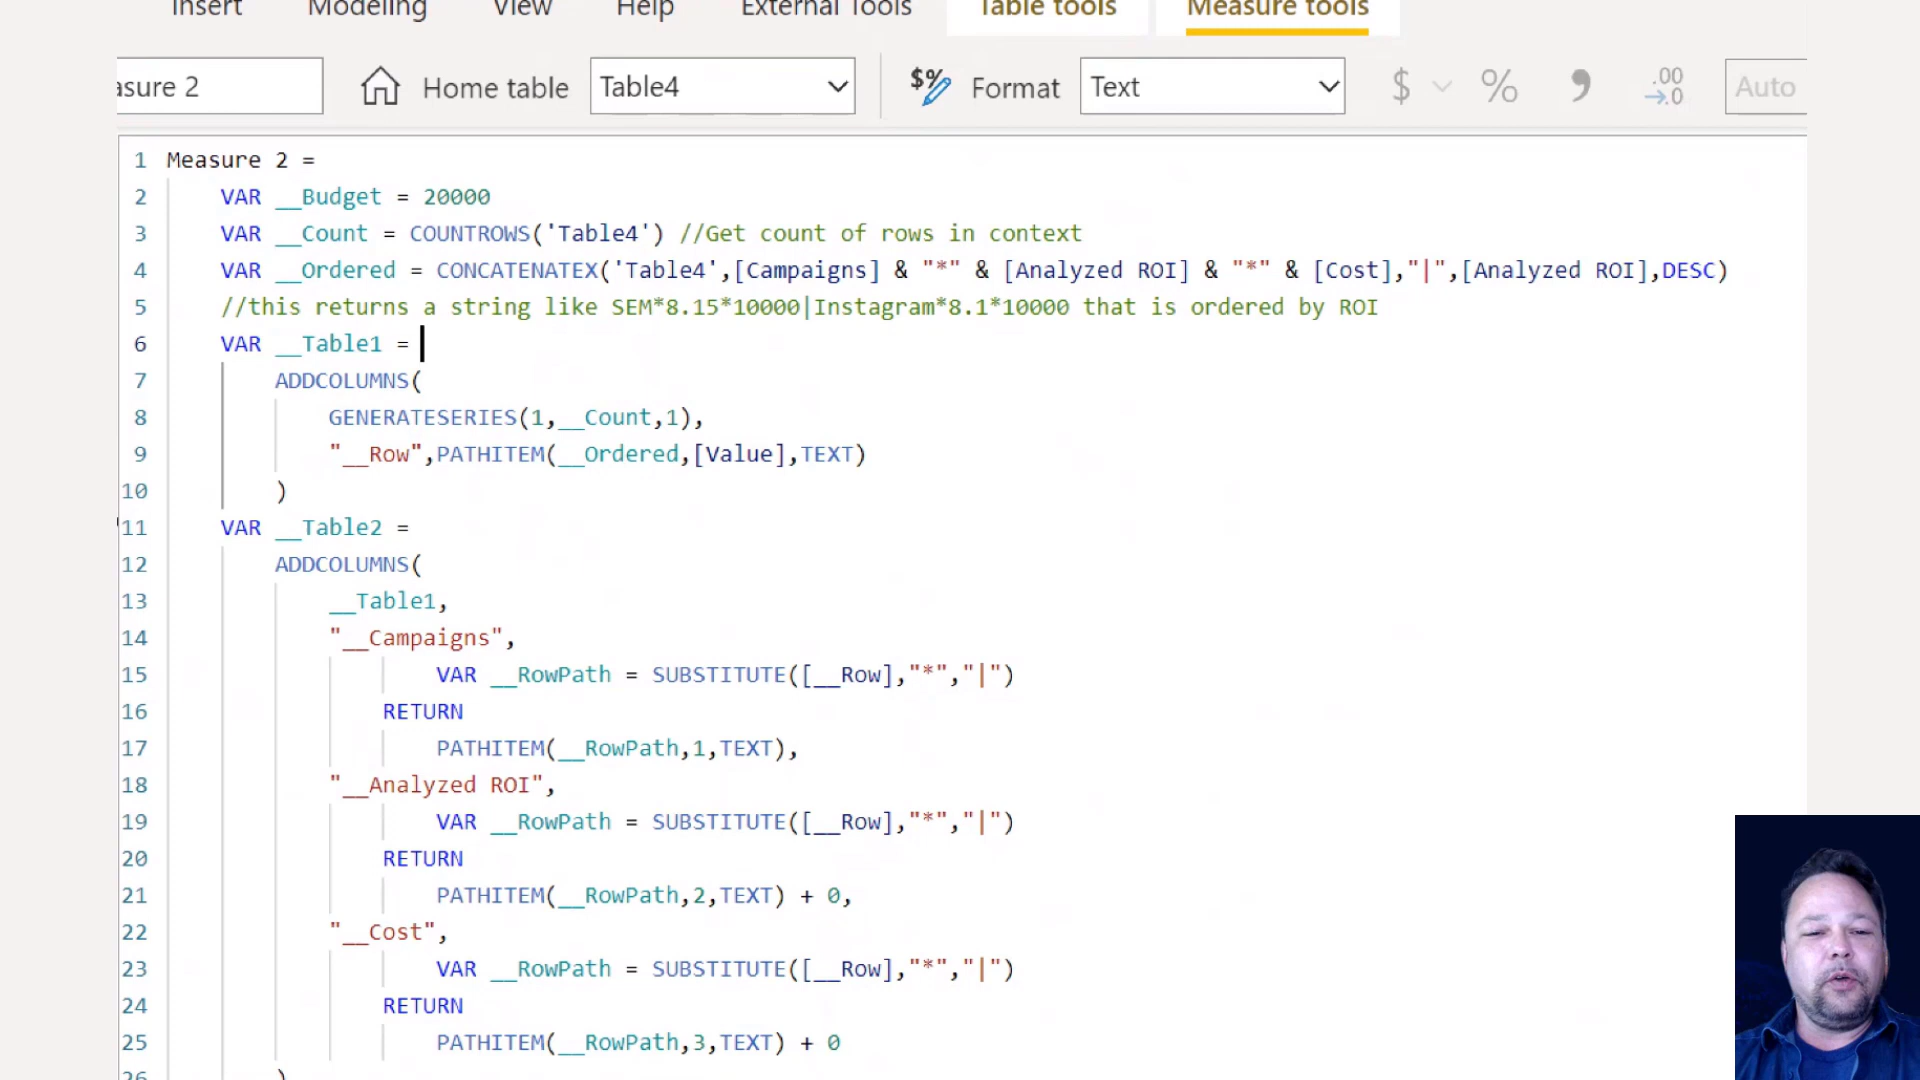 Insert Modeling View Help External Tools Table tools Measure tools
asure 2 Home table Table4 $% Format Text $ % , .00 →.0 Auto
1 Measure 2 =
2 VAR __Budget = 20000
3 VAR __Count = COUNTROWS('Table4') //Get count of rows in context
4 VAR __Ordered = CONCATENATEX('Table4',[Campaigns] & "*" & [Analyzed ROI] & "*" & [Cost],"|",[Analyzed ROI],DESC)
5 //this returns a string like SEM*8.15*10000|Instagram*8.1*10000 that is ordered by ROI
6 VAR __Table1 =
7 ADDCOLUMNS(
8 GENERATESERIES(1,__Count,1),
9 "__Row",PATHITEM(__Ordered,[Value],TEXT)
10 )
11 VAR __Table2 =
12 ADDCOLUMNS(
13 __Table1,
14 "__Campaigns",
15 VAR __RowPath = SUBSTITUTE([__Row],"*","|")
16 RETURN
17 PATHITEM(__RowPath,1,TEXT),
18 "__Analyzed ROI",
19 VAR __RowPath = SUBSTITUTE([__Row],"*","|")
20 RETURN
21 PATHITEM(__RowPath,2,TEXT) + 0,
22 "__Cost",
23 VAR __RowPath = SUBSTITUTE([__Row],"*","|")
24 RETURN
25 PATHITEM(__RowPath,3,TEXT) + 0
26 )